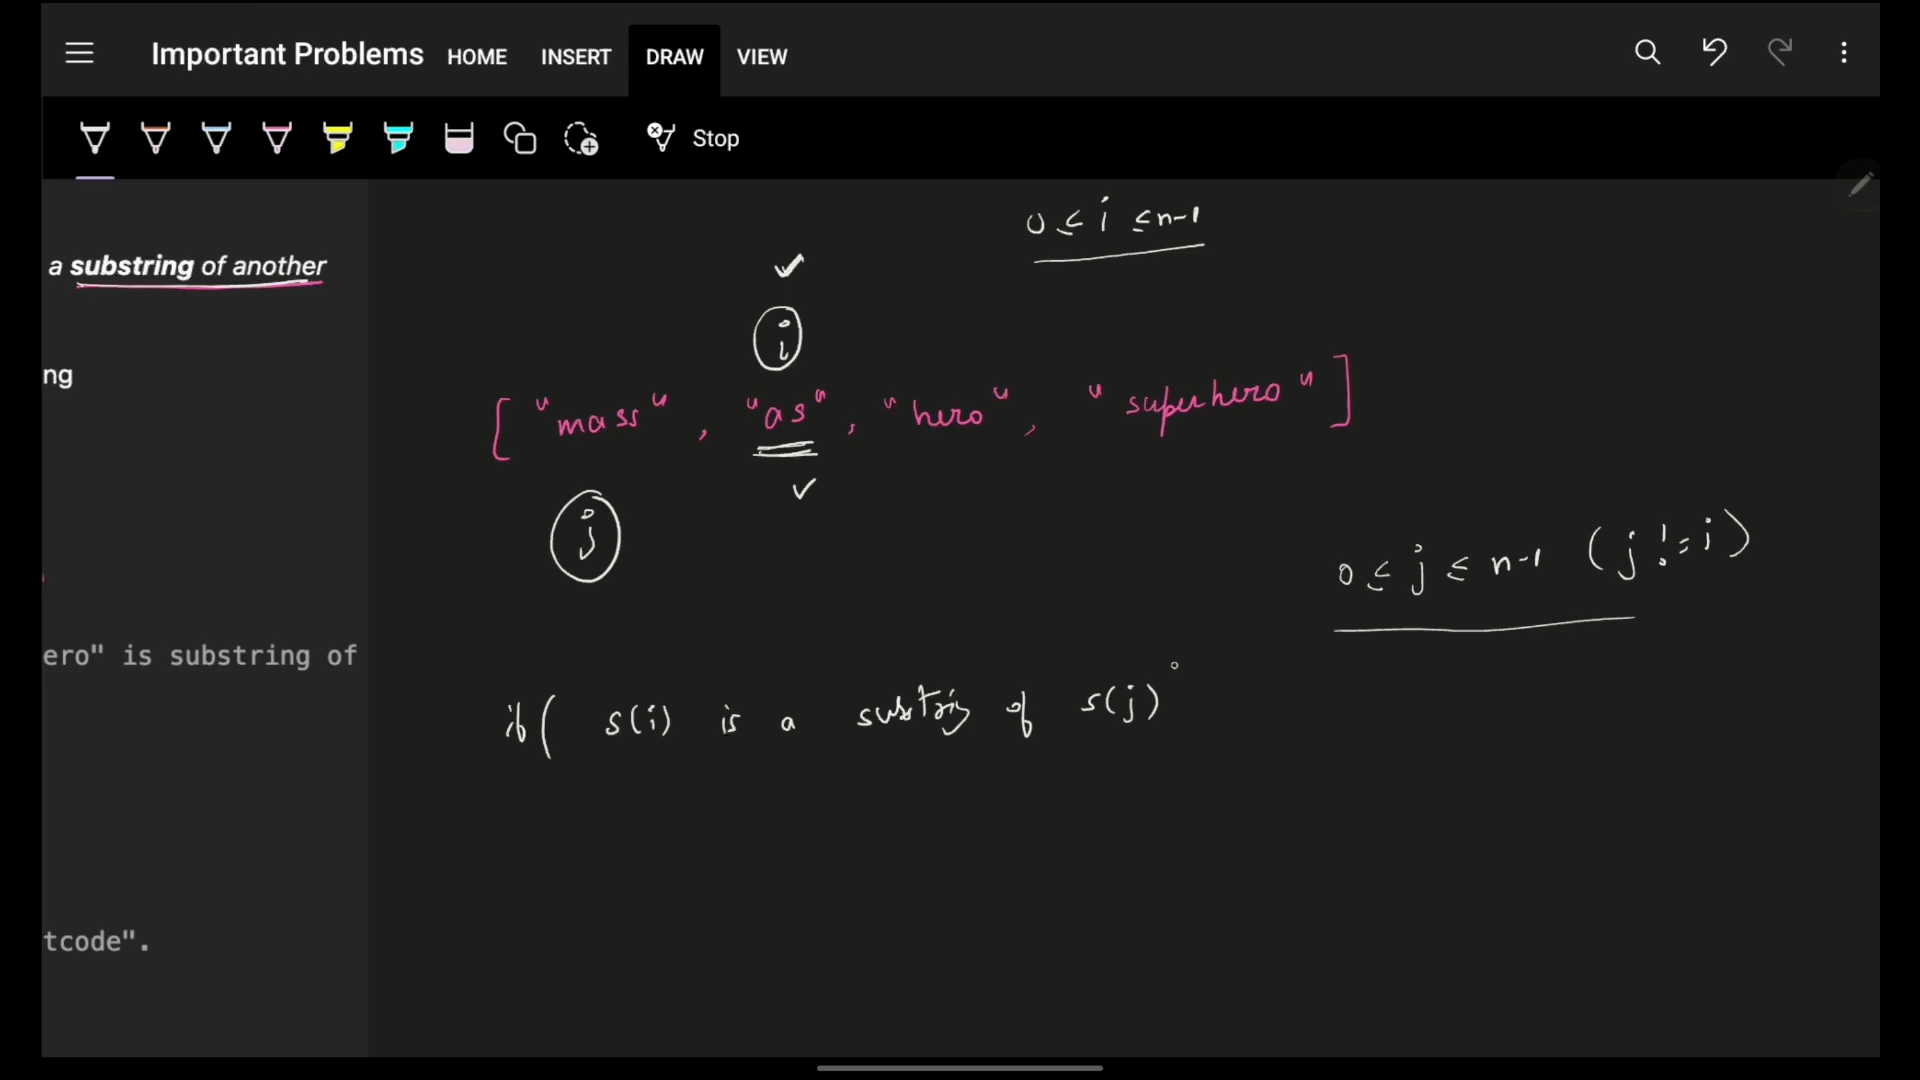 Important Problems HOME INSERT DRAW VIEW
Stop
0 ≤ i ≤ n-1
a substring of another
i
ng
["mass", "as", "hero", "superhero"]
j
0 ≤ j ≤ n-1 (j != i)
ero" is substring of
if( s(i) is a substring of s(j)
tcode".